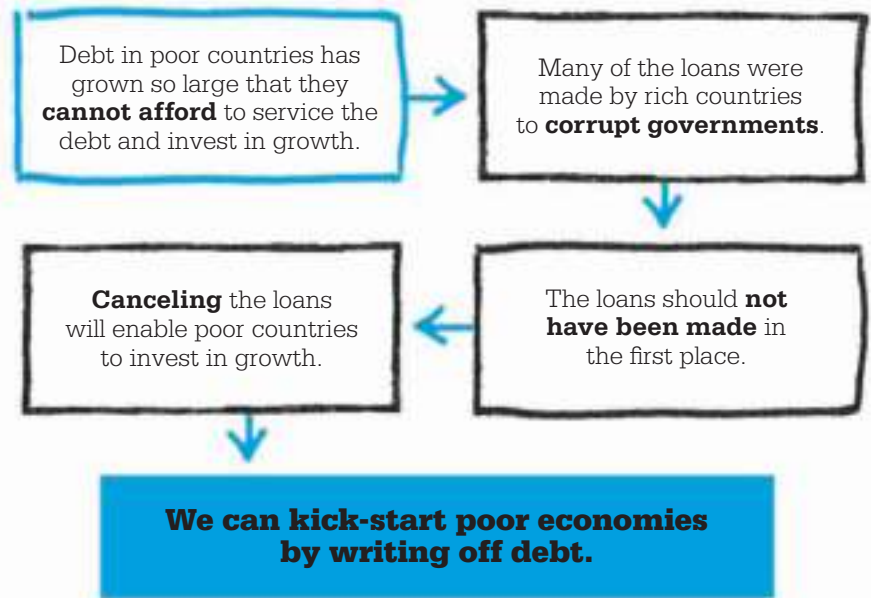 Debt in poor countries has
grown so large that they
cannot afford to service the
debt and invest in growth.
Many of the loans were
made by rich countries
to corrupt governments.
The loans should not
have been made in
the first place.
Canceling the loans
will enable poor countries
to invest in growth.
We can kick-start poor economies
by writing off debt.